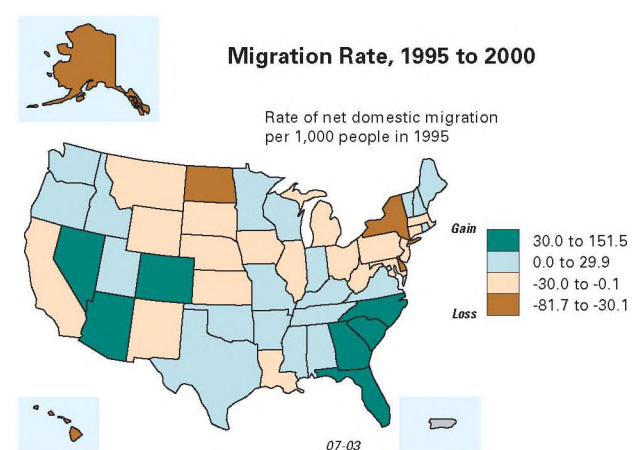 Migration Rate, 1995 to 2000
Rate of net domestic migration
per 1,000 people in 1995
Gain
30.0 to 151.5
0.0 to 29.9
-30.0 to -0.1
-81.7 to -30.1
Loss
07-03